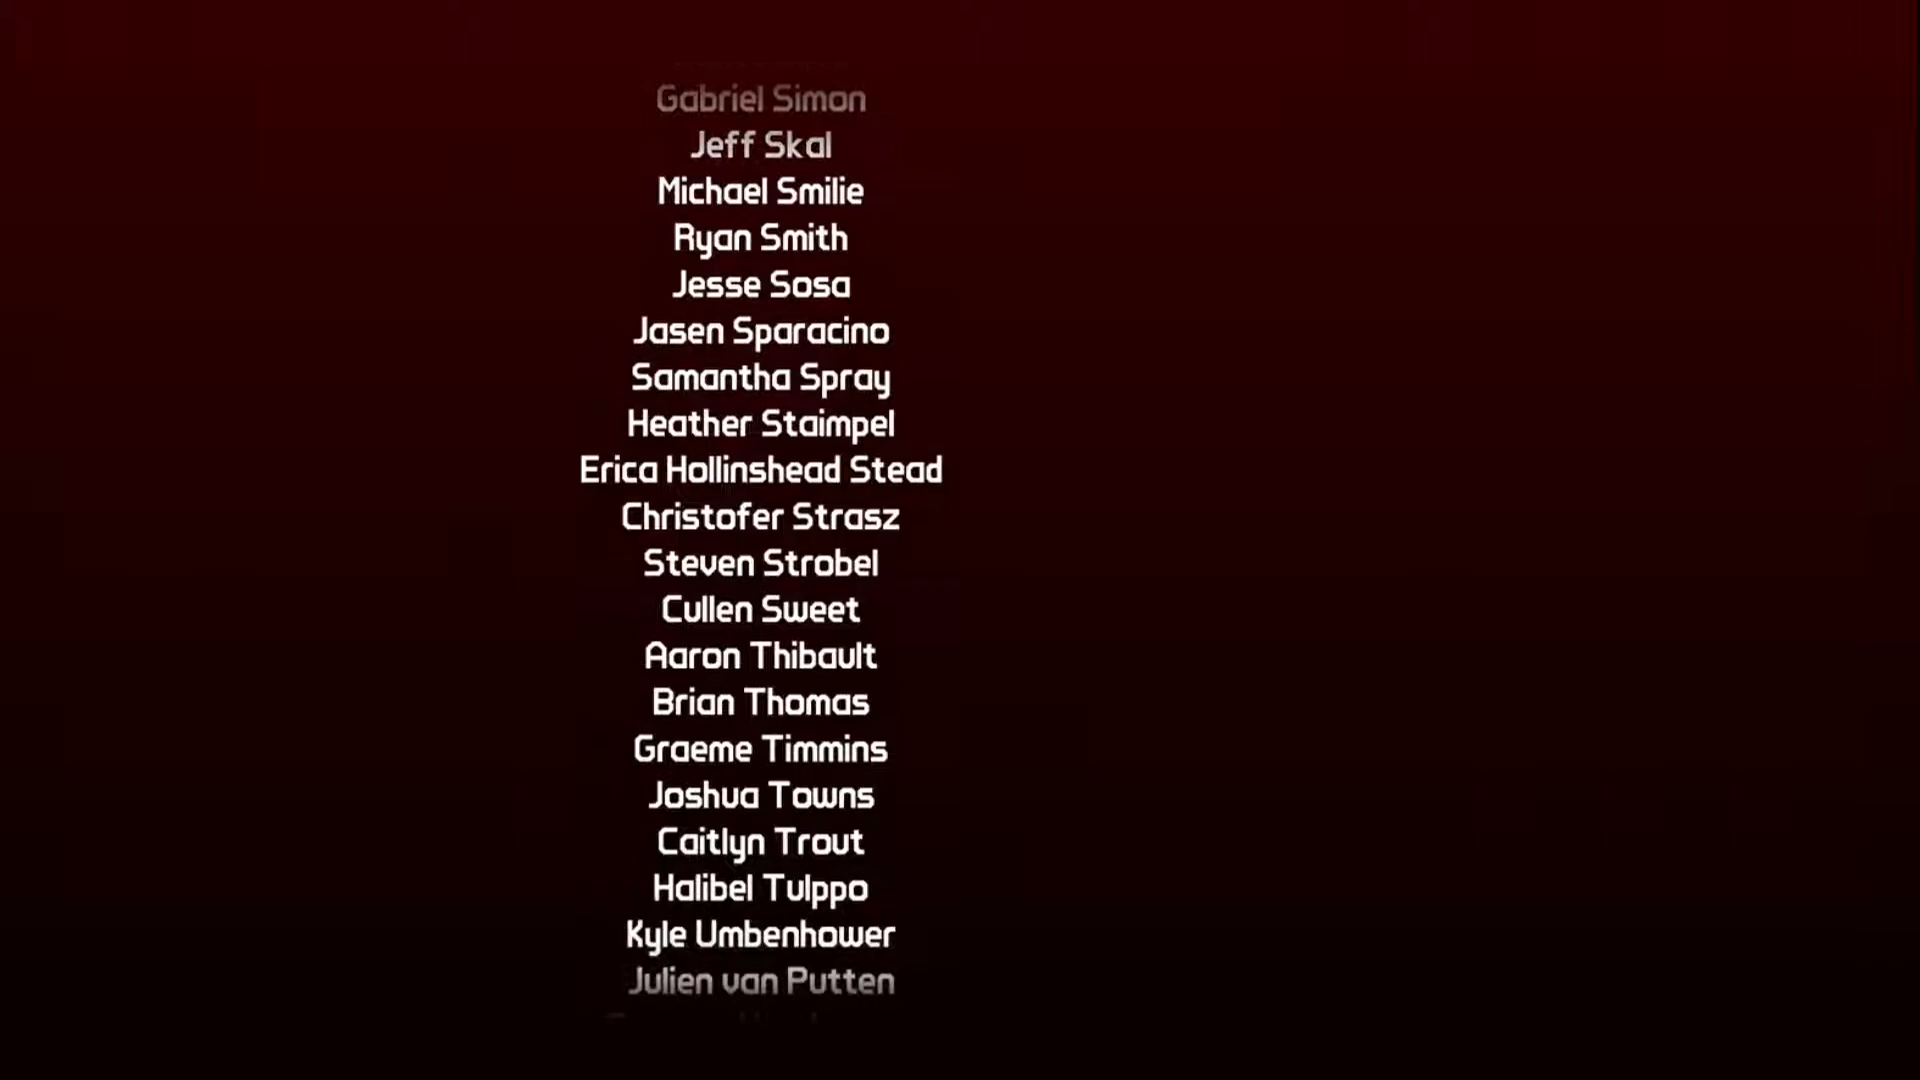 Gabriel Simon
Jeff Skal
Michael Smilie
Ryan Smith
Jesse Sosa
Jasen Sparacino
Samantha Spray
Heather Staimpel
Erica Hollinshead Stead
Christofer Strasz
Steven Strobel
Cullen Sweet
Aaron Thibault
Brian Thomas
Graeme Timmins
Joshua Towns
Caitlyn Trout
Halibel Tulppo
Kyle Umbenhower
Julien van Putten